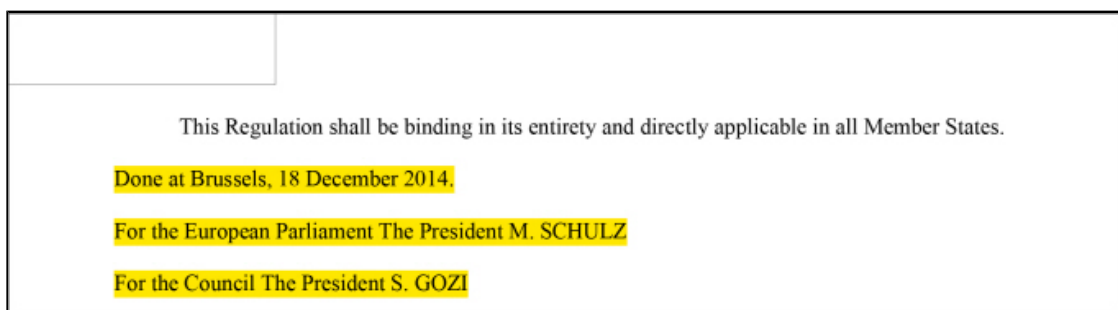 This Regulation shall be binding in its entirety and directly applicable in all Member States.
Done at Brussels, 18 December 2014.
For the European Parliament The President M. SCHULZ
For the Council The President S. GOZI